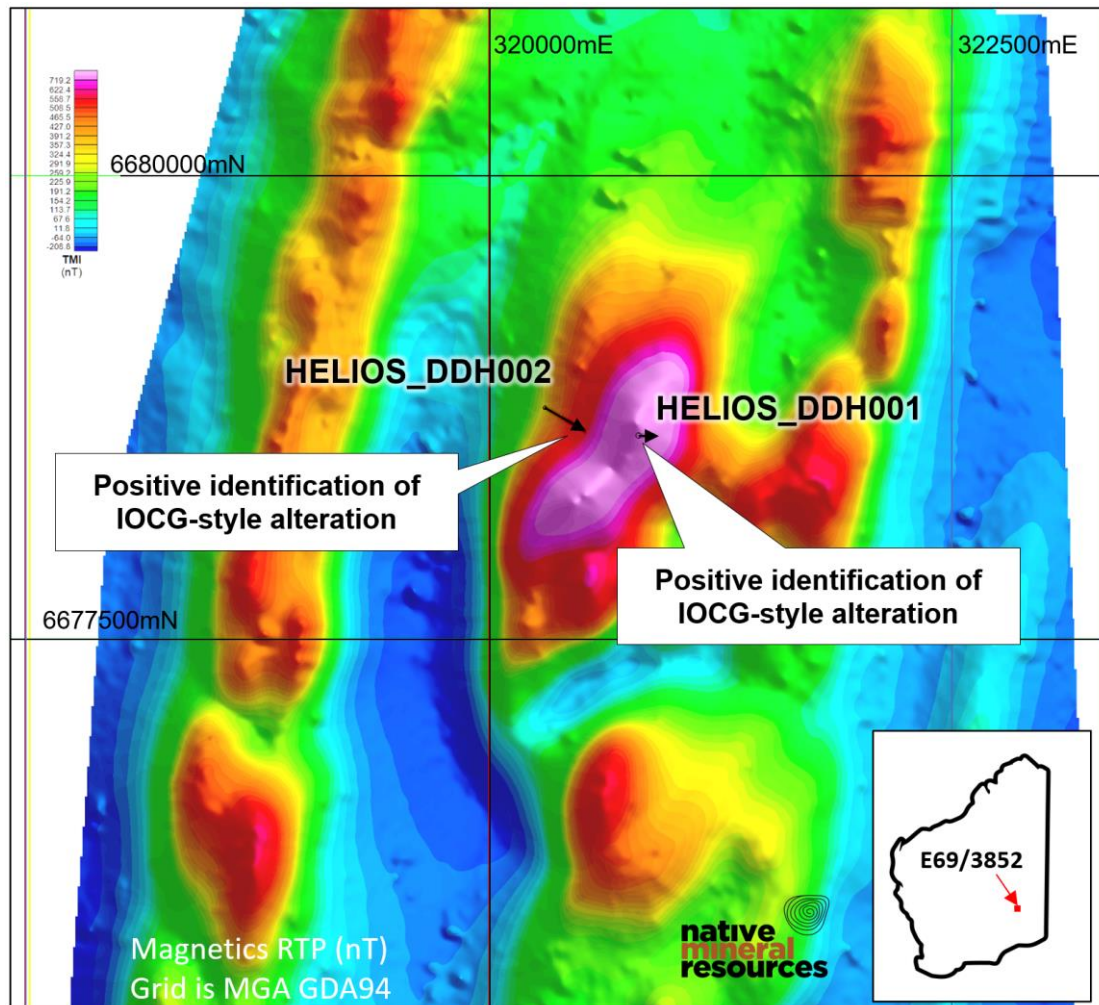 320000mE
322500mE
719.2
622.4
555.7
506.5
465.5
427.0
391.2
357.3
324.4
291.9
259.2
225.9
191.2
154.2
113.7
67.6
11.5
-64.0
-206.8
TMI
(nT)
6680000mN
HELIOS_DDH002
HELIOS_DDH001
Positive identification of
IOCG-style alteration
Positive identification of
IOCG-style alteration
6677500mN
E69/3852
native
mineral
resources
Magnetics RTP (nT)
Grid is MGA GDA94